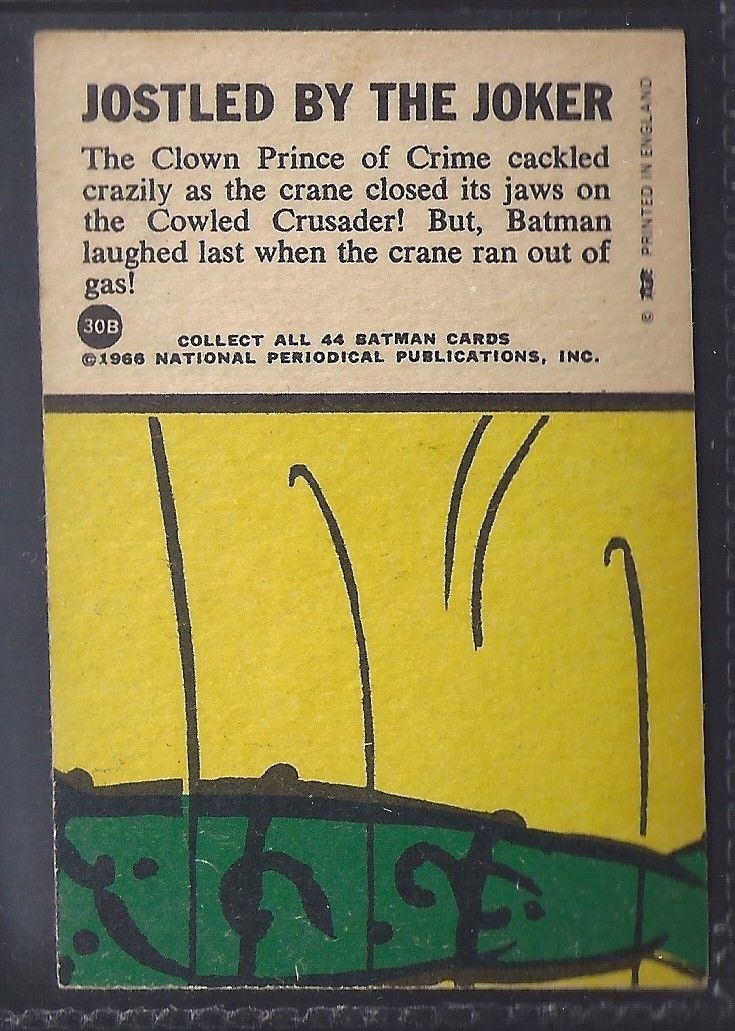 JOSTLED BY THE JOKER
The Clown Prince of Crime cackled
crazily as the crane closed its jaws on
the Cowled Crusader! But, Batman
laughed last when the crane ran out of
gas!
30B
COLLECT ALL 44 BATMAN CARDS
©1966 NATIONAL PERIODICAL PUBLICATIONS, INC.
© PRINTED IN ENGLAND